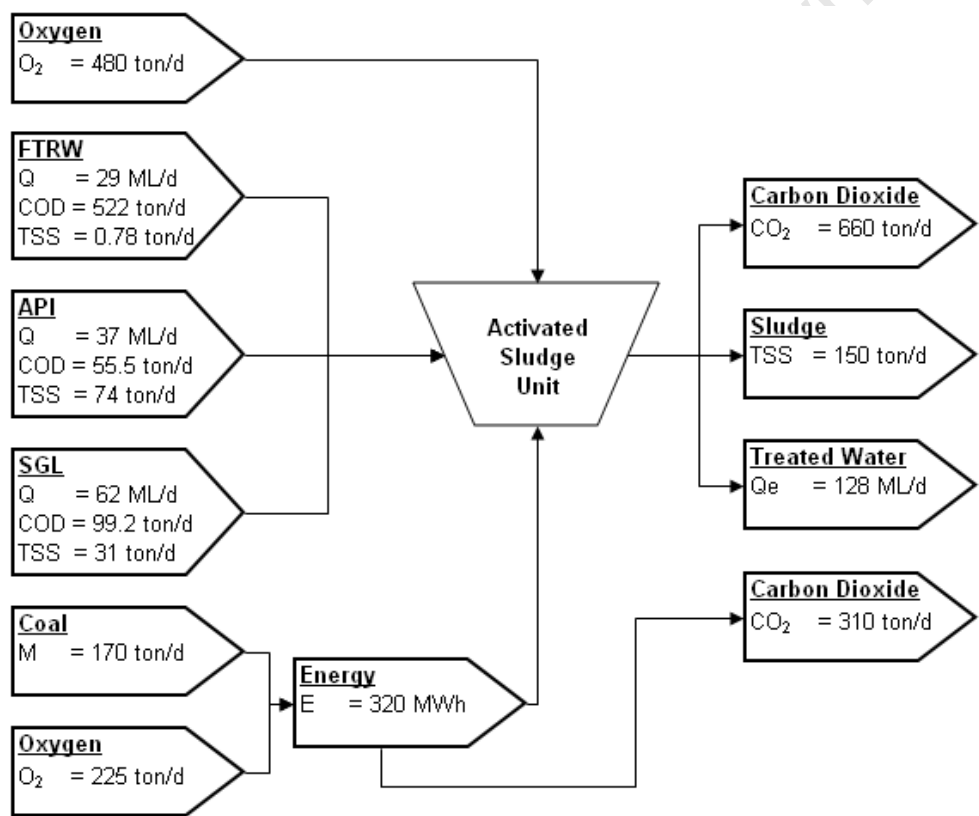 Oxygen
O₂ = 480 ton/d
FTRW
Q = 29 ML/d
COD = 522 ton/d
TSS = 0.78 ton/d
API
Q = 37 ML/d
COD = 55.5 ton/d
TSS = 74 ton/d
SGL
Q = 62 ML/d
COD = 99.2 ton/d
TSS = 31 ton/d
Coal
M = 170 ton/d
Oxygen
O₂ = 225 ton/d
Energy
E = 320 MWh
Activated
Sludge
Unit
Carbon Dioxide
CO₂ = 660 ton/d
Sludge
TSS = 150 ton/d
Treated Water
Qe = 128 ML/d
Carbon Dioxide
CO₂ = 310 ton/d